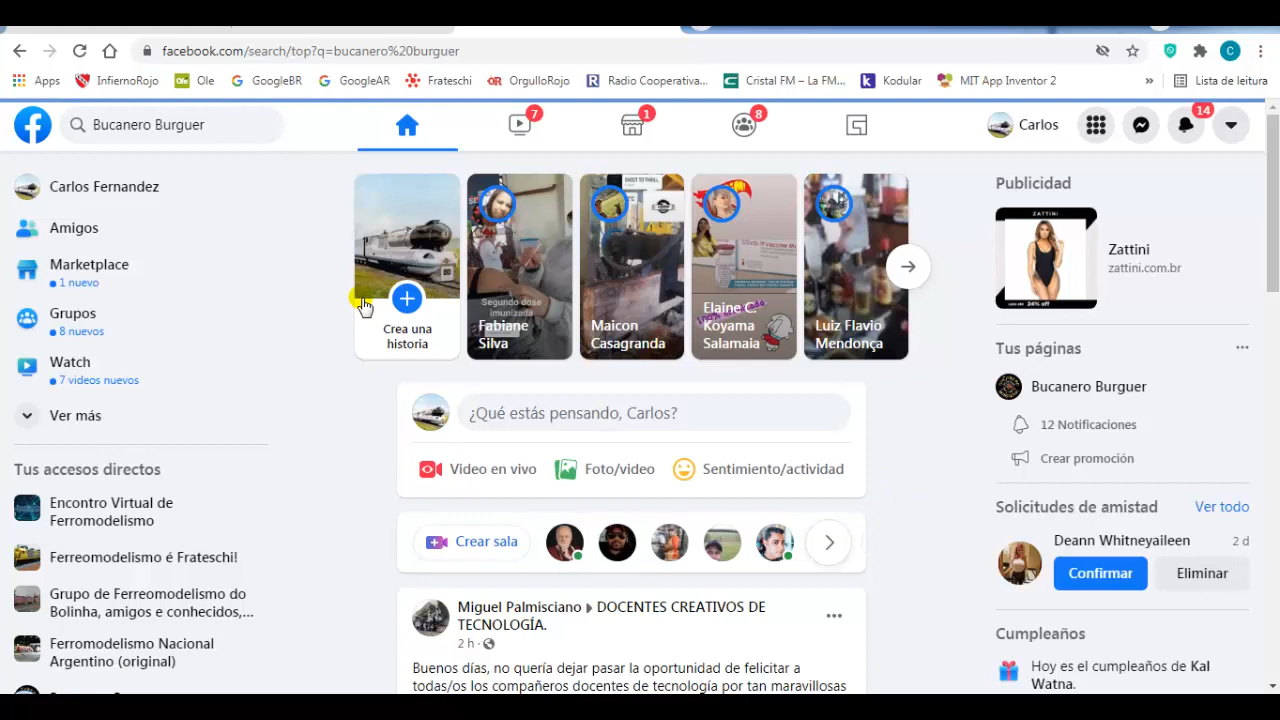 facebook.com/search/top?q=bucanero%20burguer
Apps
InfiernoRojo
Ole
GoogleBR
GoogleAR
Frateschi
OrgulloRojo
Radio Cooperativa...
Cristal FM – La FM...
Kodular
MIT App Inventor 2
»
Lista de leitura
Bucanero Burguer
7
1
8
Carlos
14
Carlos Fernandez
Amigos
Marketplace
1 nuevo
Grupos
8 nuevos
Watch
7 videos nuevos
Ver más
Tus accesos directos
Encontro Virtual de
Ferromodelismo
Ferreomodelismo é Frateschi!
Grupo de Ferreomodelismo do
Bolinha, amigos e conhecidos,...
Ferromodelismo Nacional
Argentino (original)
Crea una
historia
Segundo dose
imunizada
Fabiane
Silva
Maicon
Casagranda
Elaine C.
Koyama
Salamaia
Luiz Flavio
Mendonça
¿Qué estás pensando, Carlos?
Video en vivo
Foto/video
Sentimiento/actividad
Crear sala
Miguel Palmisciano ▸ DOCENTES CREATIVOS DE
TECNOLOGÍA.
2 h ·
Buenos días, no quería dejar pasar la oportunidad de felicitar a
todas/os los compañeros docentes de tecnología por tan maravillosas
Publicidad
ZATTINI
24% off
Zattini
zattini.com.br
Tus páginas
Bucanero Burguer
12 Notificaciones
Crear promoción
Solicitudes de amistad
Ver todo
Deann Whitneyaileen
2 d
Confirmar
Eliminar
Cumpleaños
Hoy es el cumpleaños de Kal
Watna.